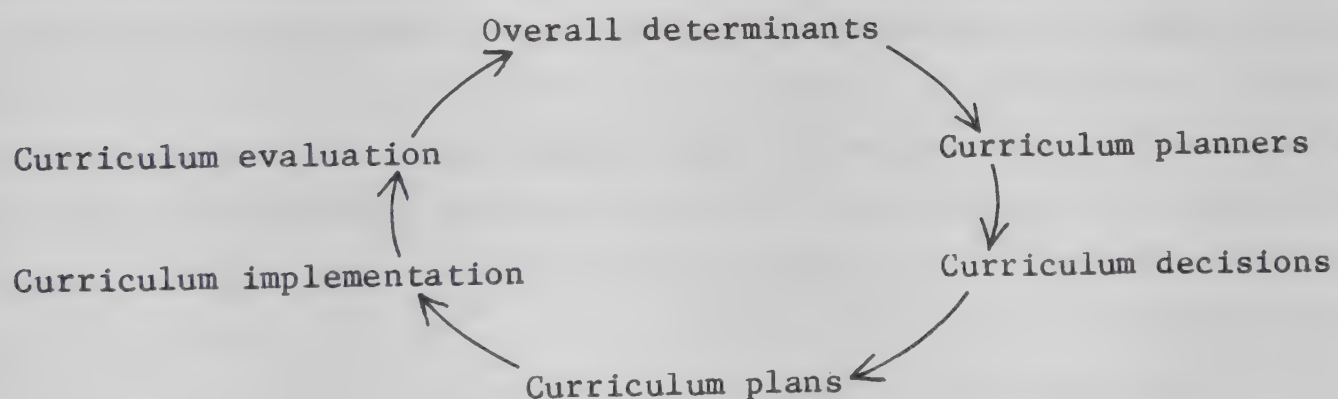 Overall determinants
Curriculum evaluation
Curriculum planners
Curriculum implementation
Curriculum decisions
Curriculum plans